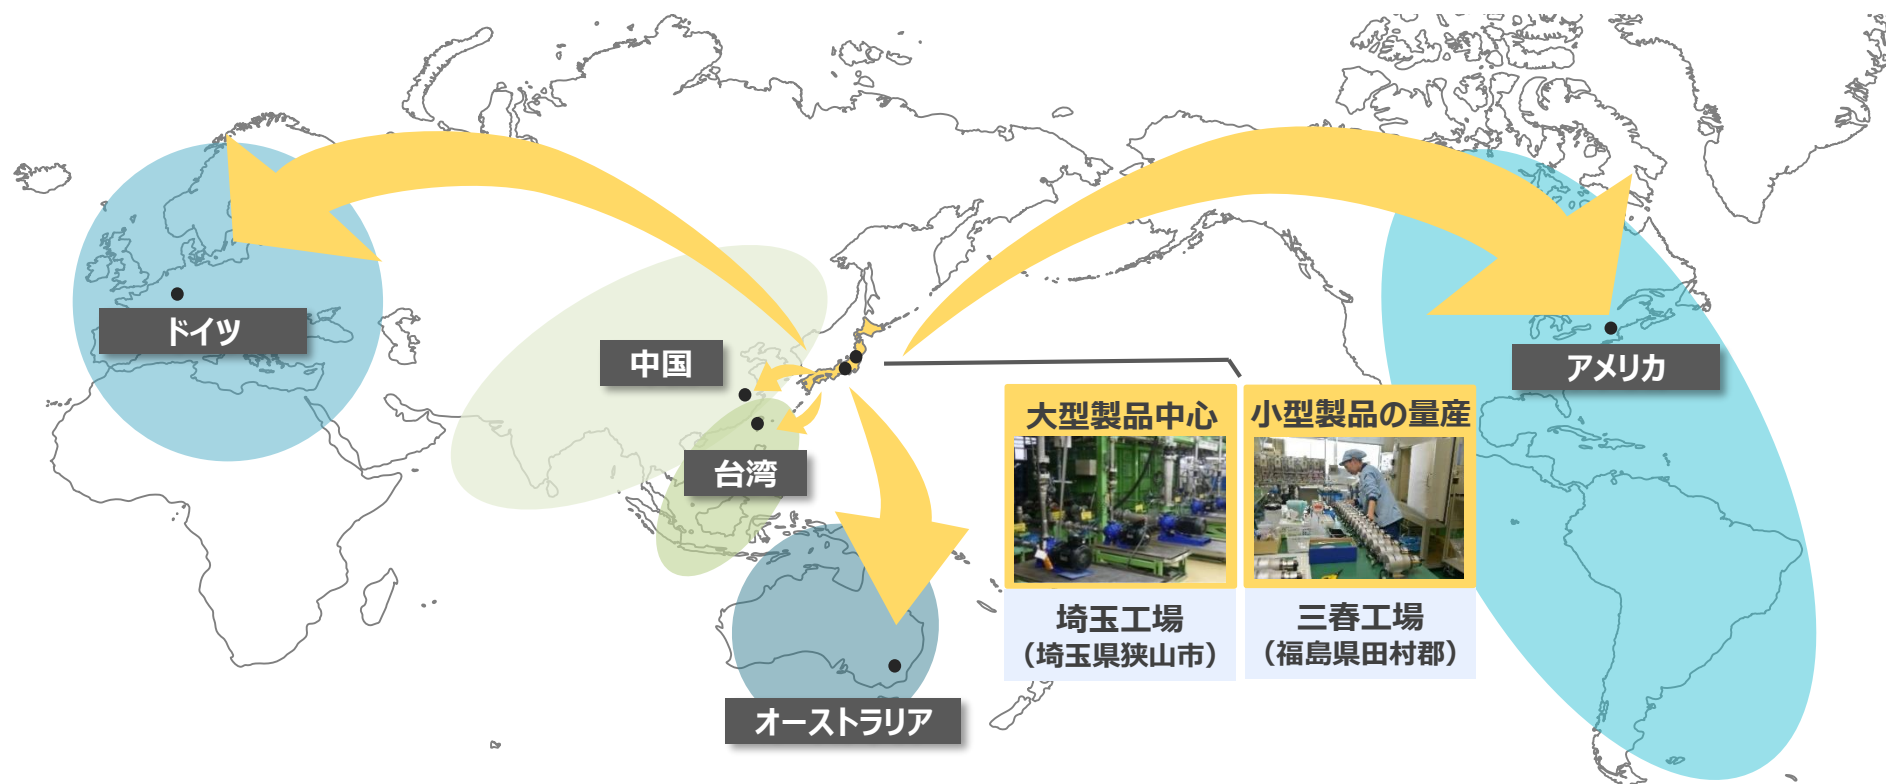 ドイツ
中国
台湾
オーストラリア
アメリカ
大型製品中心
埼玉工場
（埼玉県狭山市）
小型製品の量産
三春工場
（福島県田村郡）